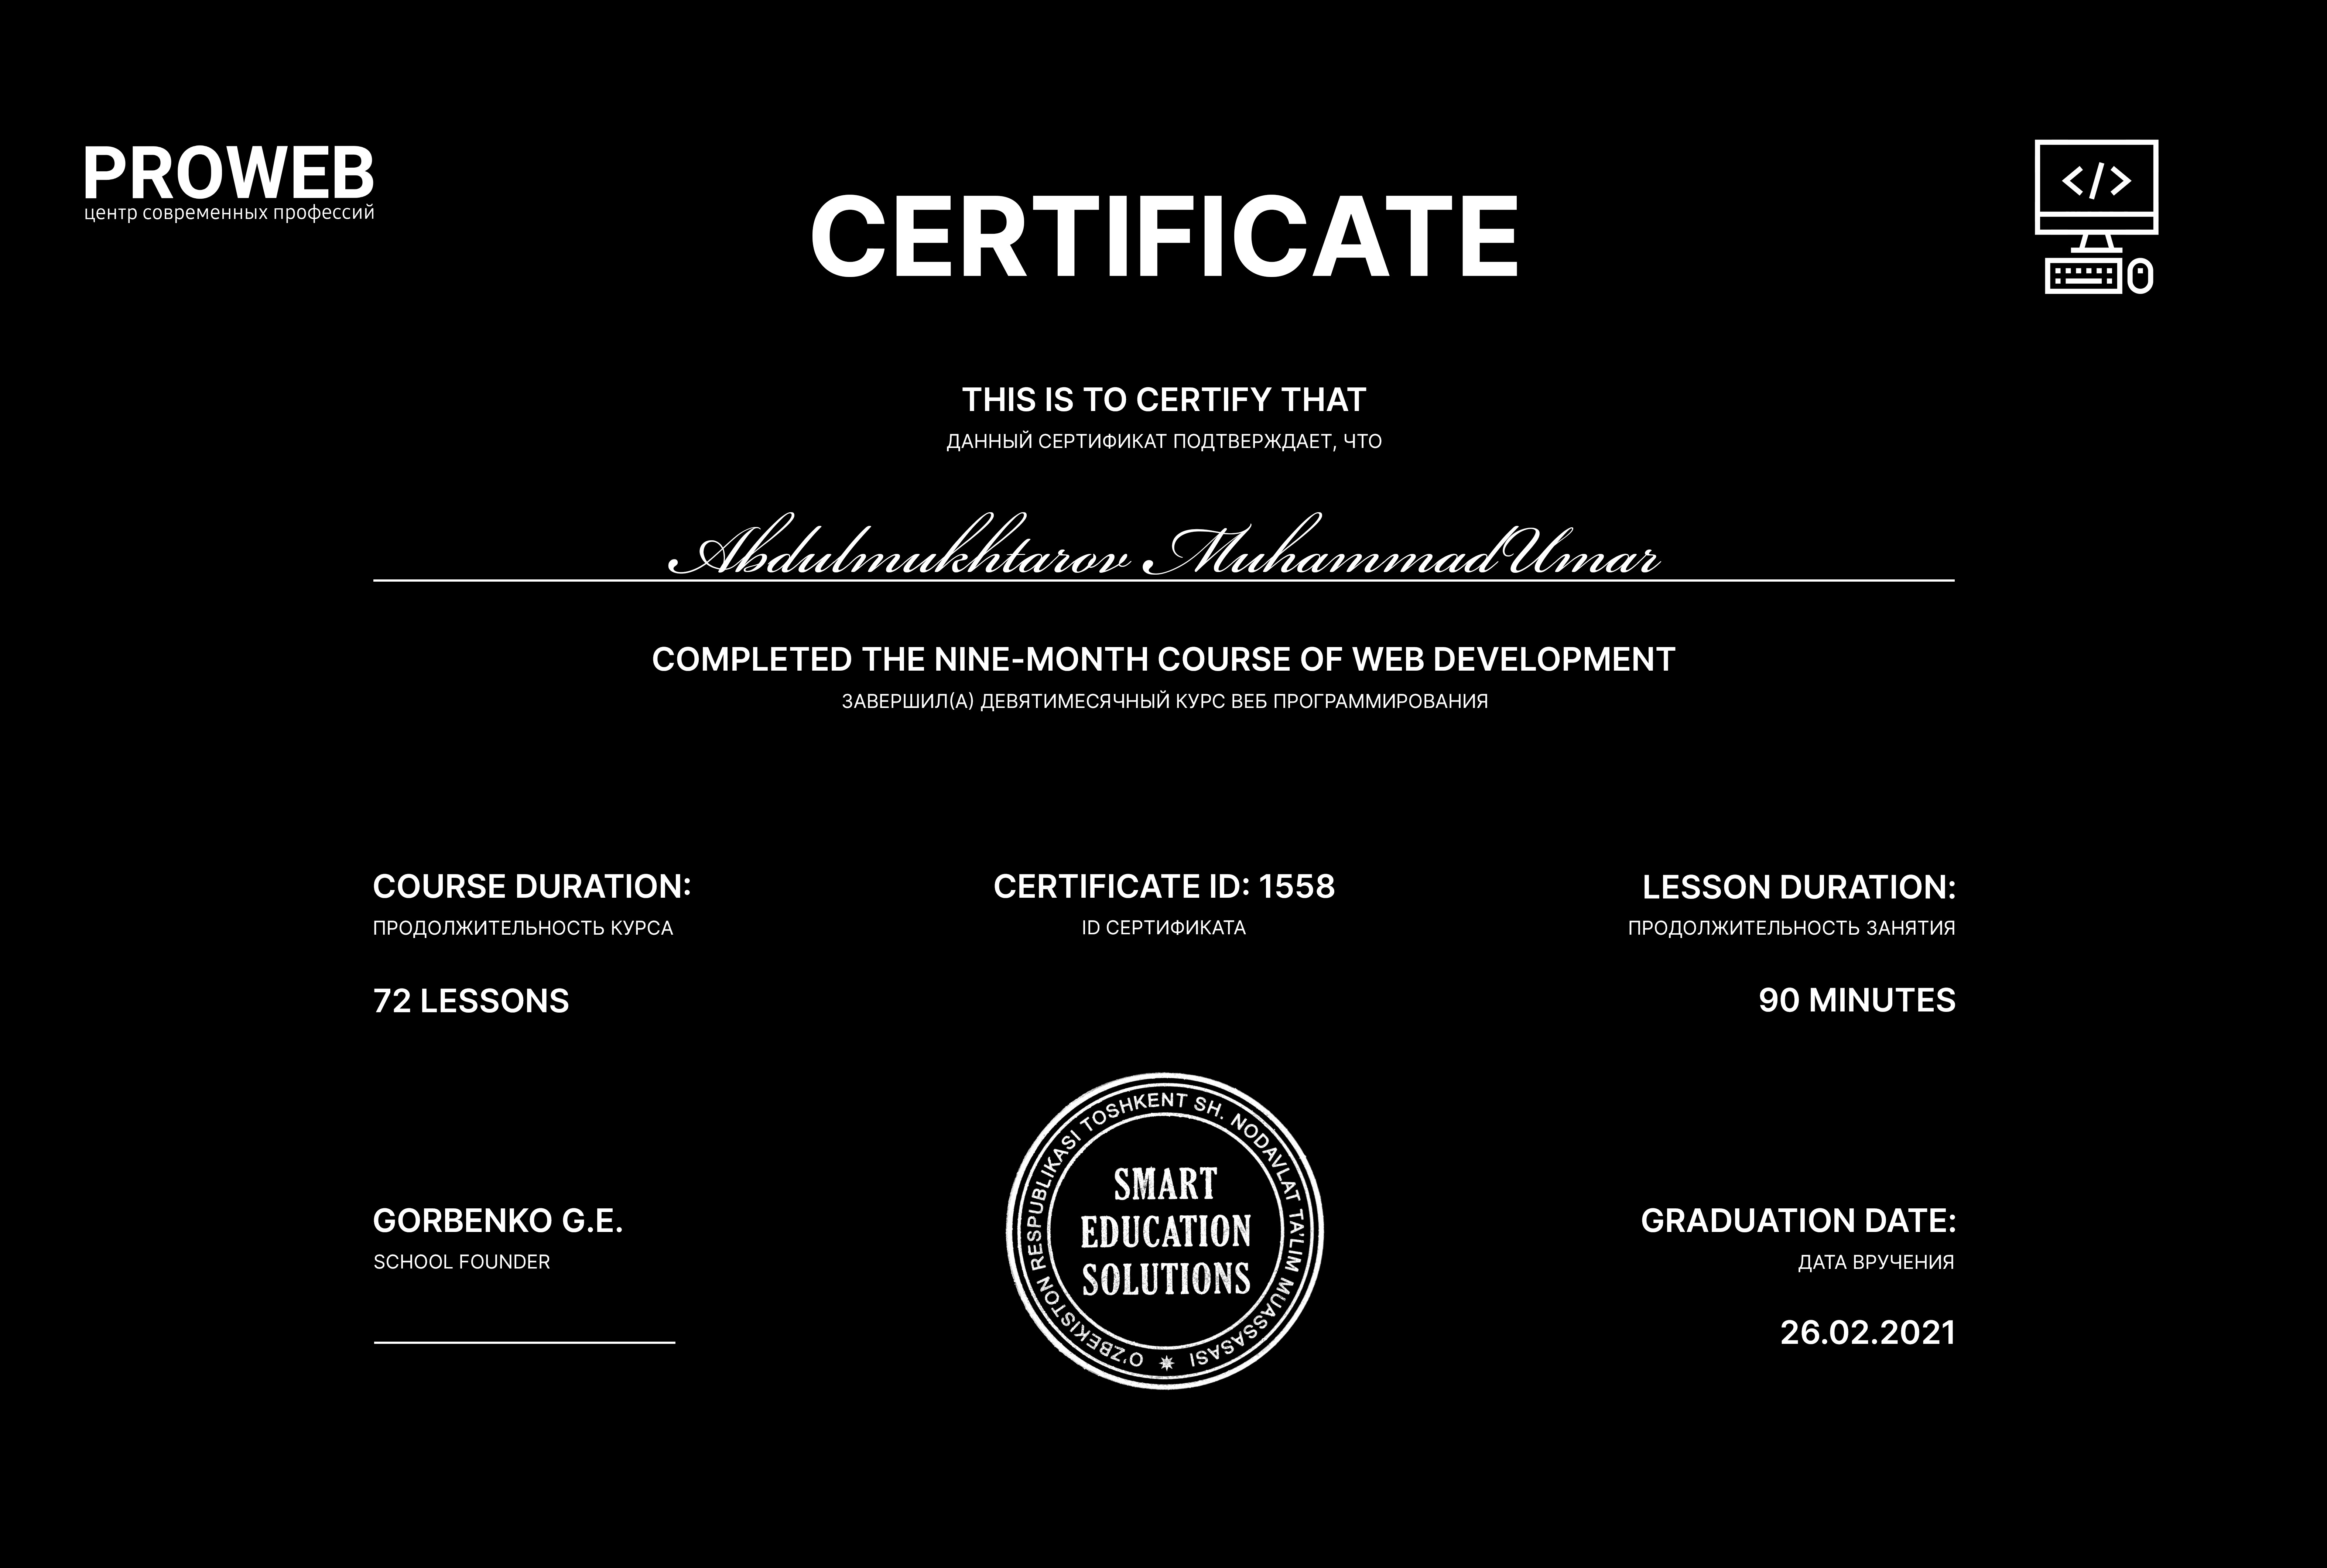 PROWEB
центр современных профессий
CERTIFICATE
THIS IS TO CERTIFY THAT
ДАННЫЙ СЕРТИФИКАТ ПОДТВЕРЖДАЕТ, ЧТО
Abdulmukhtarov MuhammadUmar
COMPLETED THE NINE-MONTH COURSE OF WEB DEVELOPMENT
ЗАВЕРШИЛ(А) ДЕВЯТИМЕСЯЧНЫЙ КУРС ВЕБ ПРОГРАММИРОВАНИЯ
COURSE DURATION:
ПРОДОЛЖИТЕЛЬНОСТЬ КУРСА
72 LESSONS
CERTIFICATE ID: 1558
ID СЕРТИФИКАТА
LESSON DURATION:
ПРОДОЛЖИТЕЛЬНОСТЬ ЗАНЯТИЯ
90 MINUTES
GORBENKO G.E.
SCHOOL FOUNDER
O'ZBEKISTON RESPUBLIKASI TOSHKENT SH. NODAVLAT TA'LIM MUASSASASI
SMART
EDUCATION
SOLUTIONS
GRADUATION DATE:
ДАТА ВРУЧЕНИЯ
26.02.2021